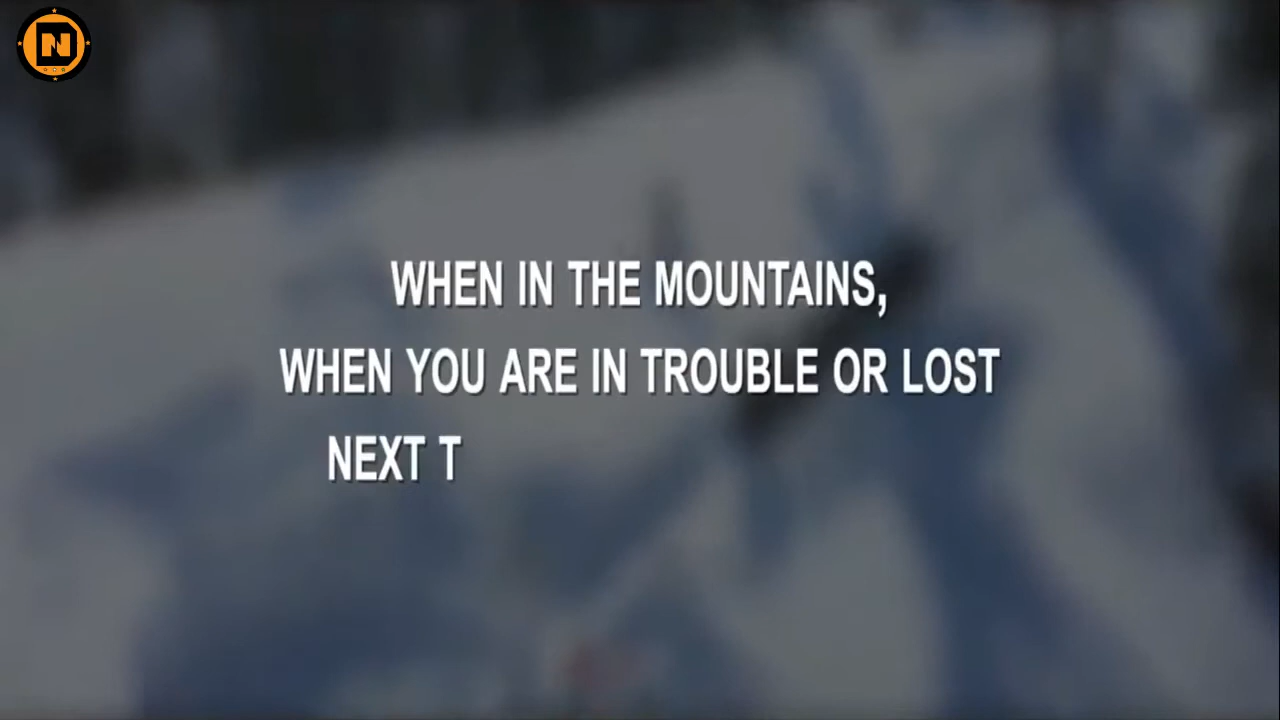 N
WHEN IN THE MOUNTAINS,
WHEN YOU ARE IN TROUBLE OR LOST
NEXT T